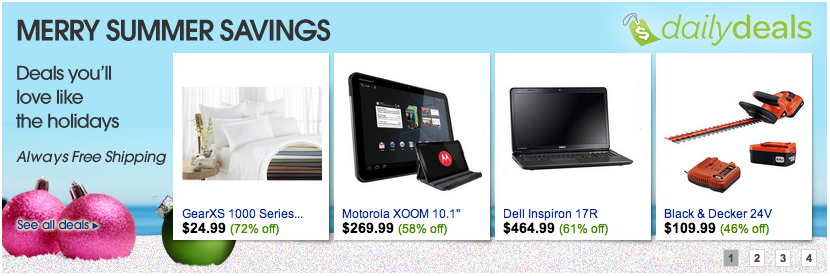 MERRY SUMMER SAVINGS
dailydeals
Deals you'll
love like
the holidays
Always Free Shipping
See all deals
GearXS 1000 Series...
$24.99 (72% off)
Motorola XOOM 10.1"
$269.99 (58% off)
Dell Inspiron 17R
$464.99 (61% off)
Black & Decker 24V
$109.99 (46% off)
1 2 3 4